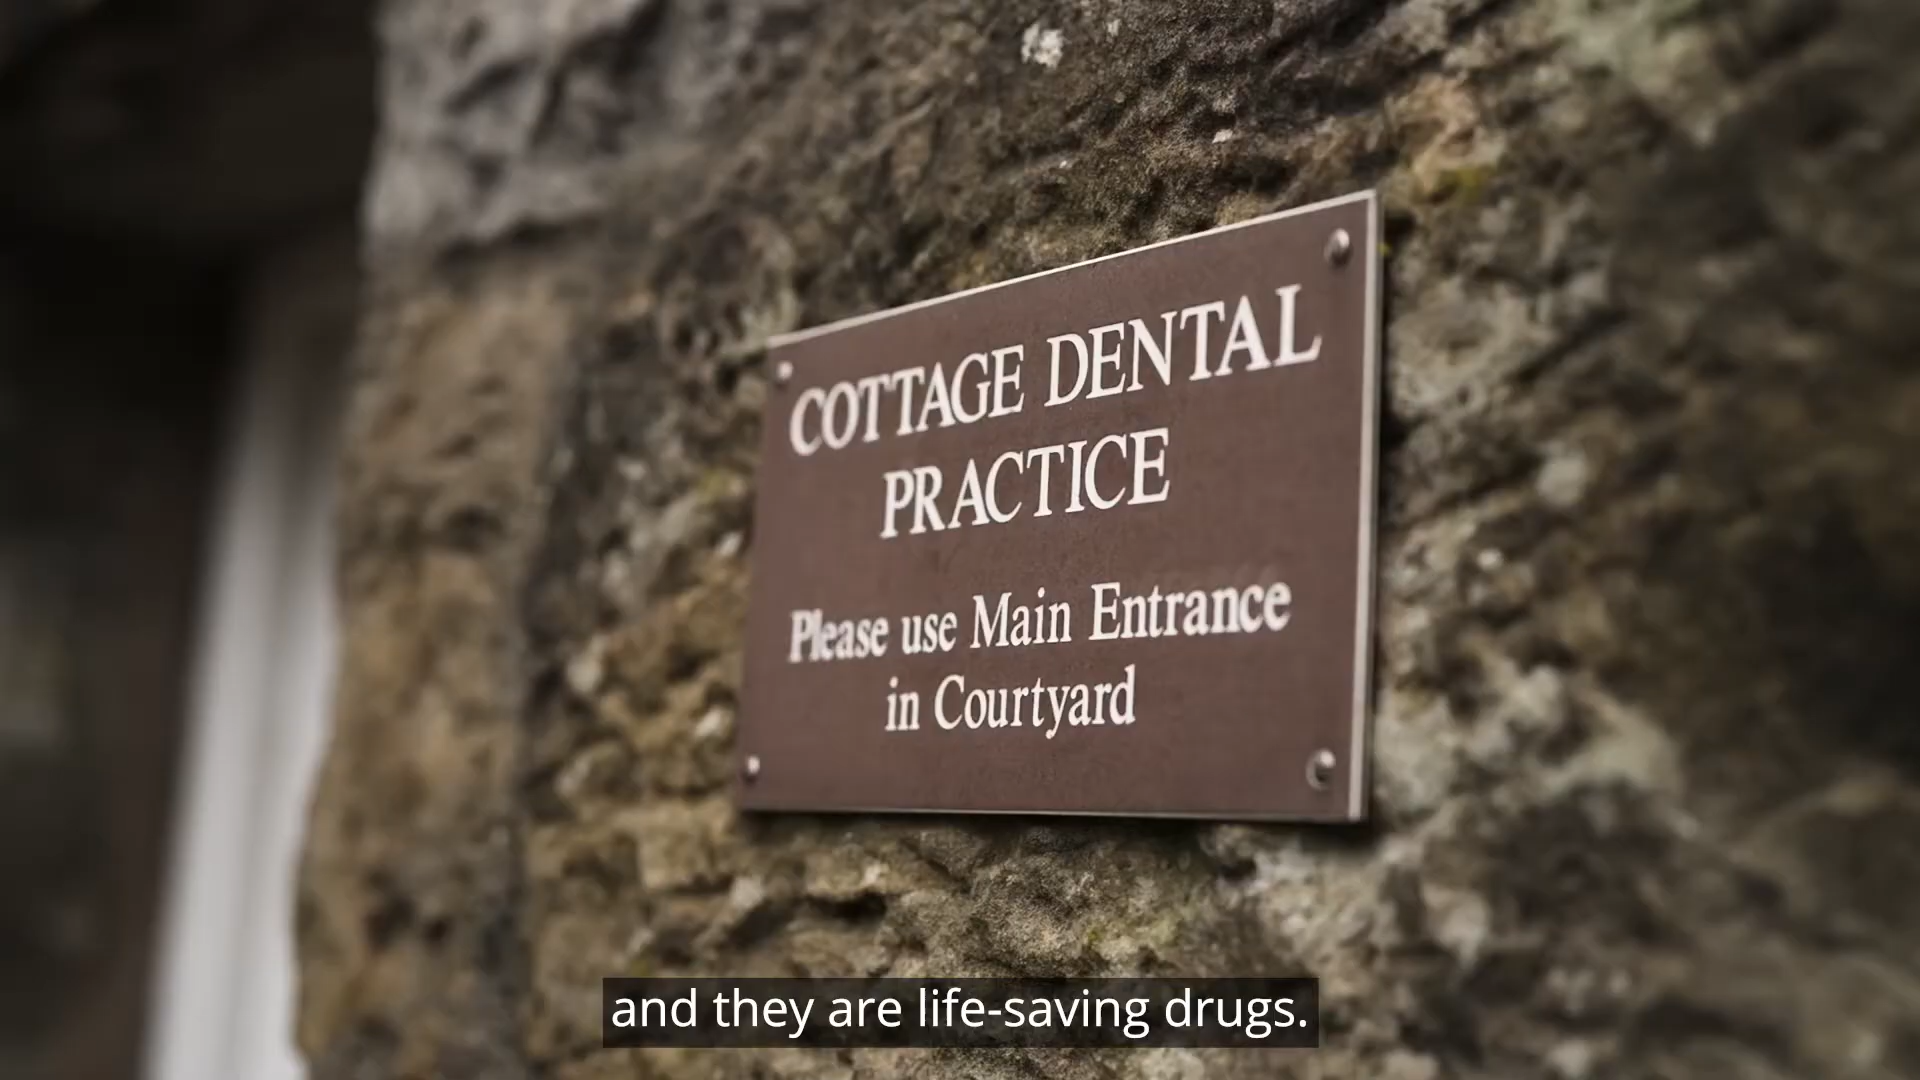 COTTAGE DENTAL
PRACTICE
Please use Main Entrance
in Courtyard
and they are life-saving drugs.